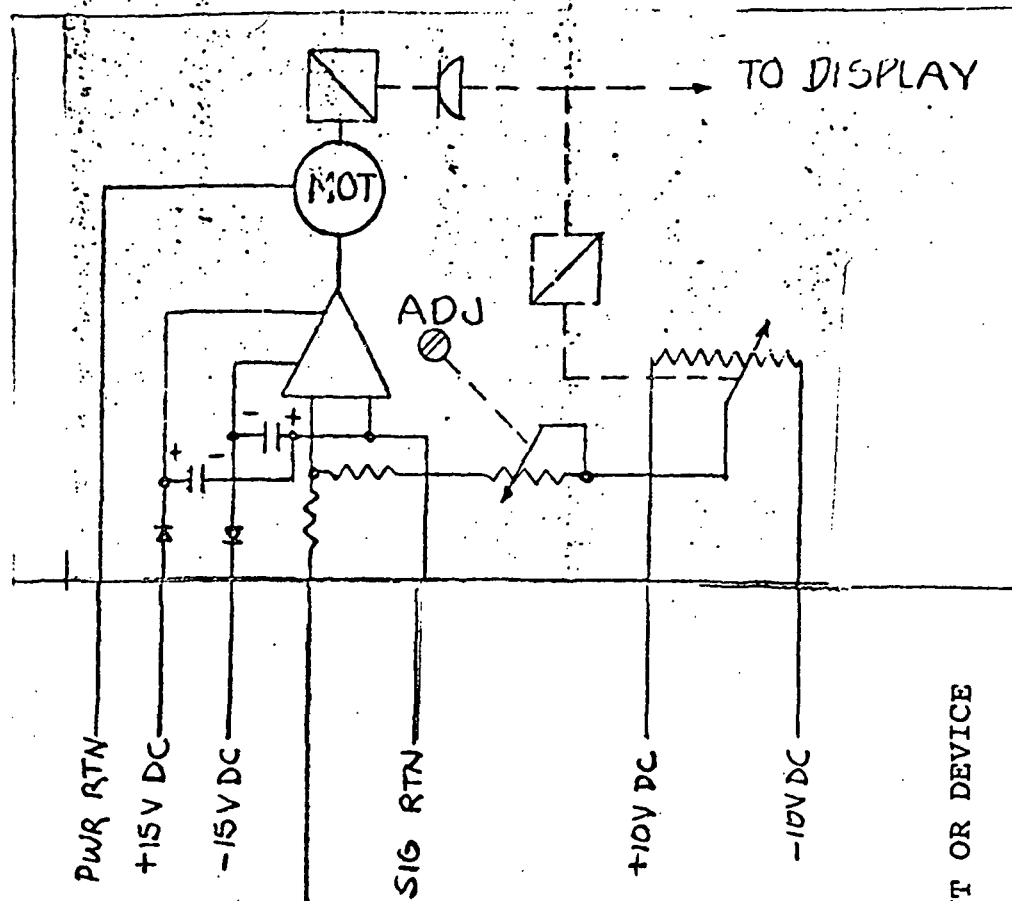 TO DISPLAY
MOT
ADJ
- +
+ -
PWR RTN
+15V DC
-15V DC
SIG RTN
+10V DC
-10V DC
OR DEVICE